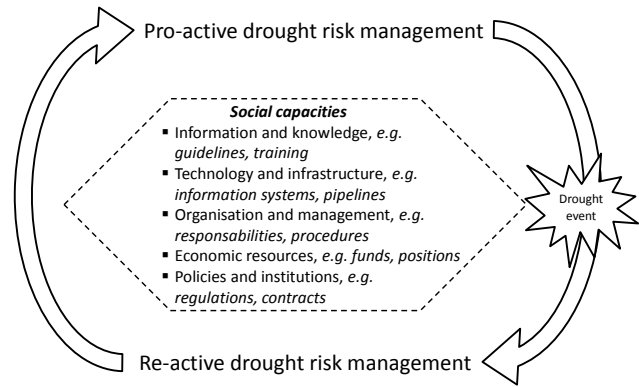 Pro-active drought risk management
Social capacities
▪ Information and knowledge, e.g.
guidelines, training
▪ Technology and infrastructure, e.g.
information systems, pipelines
▪ Organisation and management, e.g.
responsabilities, procedures
▪ Economic resources, e.g. funds, positions
▪ Policies and institutions, e.g.
regulations, contracts
Drought
event
Re-active drought risk management